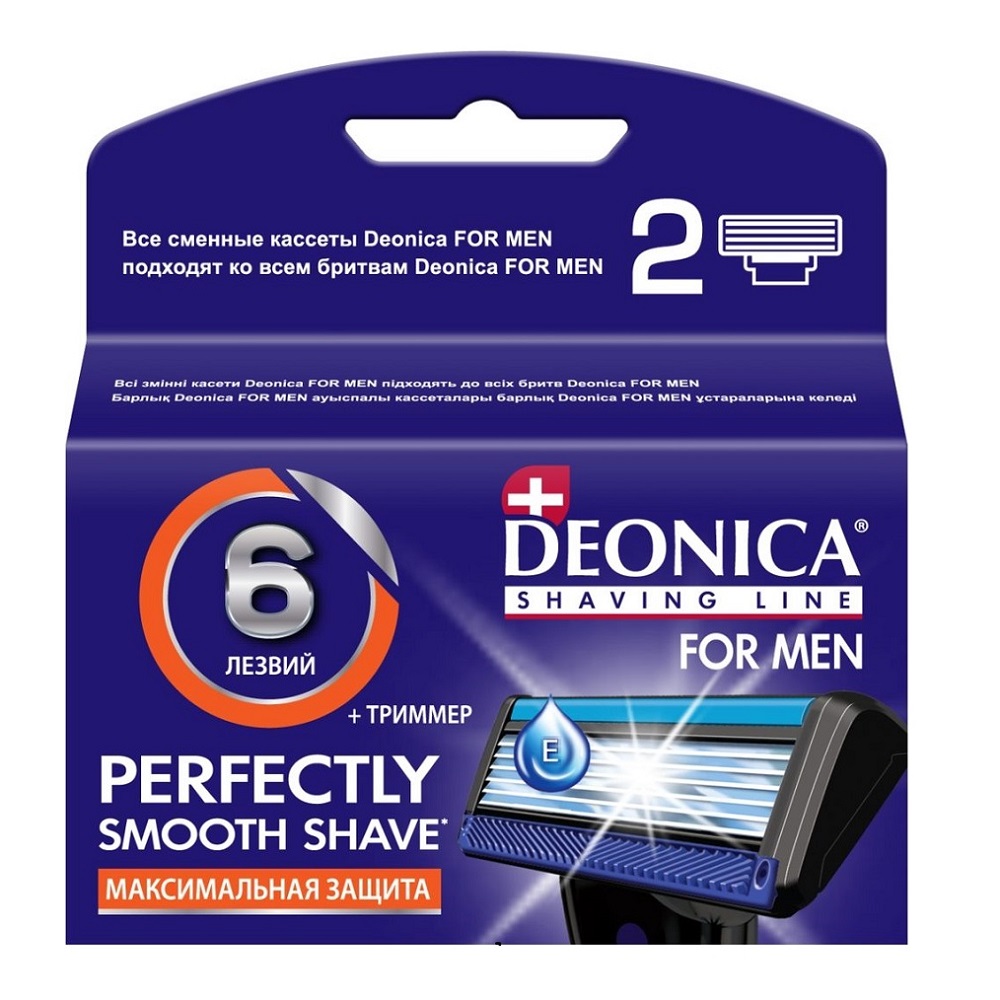 Все сменные кассеты Deonica FOR MEN
подходят ко всем бритвам Deonica FOR MEN
2
Всі змінні касети Deonica FOR MEN підходять до всіх бритв Deonica FOR MEN
Барлық Deonica FOR MEN ауыспалы кассеталары барлық Deonica FOR MEN ұстараларына келеді
6
ЛЕЗВИЙ
+ ТРИММЕР
DEONICA®
SHAVING LINE
FOR MEN
E
PERFECTLY
SMOOTH SHAVE*
МАКСИМАЛЬНАЯ ЗАЩИТА